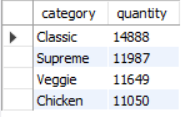 category quantity
Classic 14888
Supreme 11987
Veggie 11649
Chicken 11050